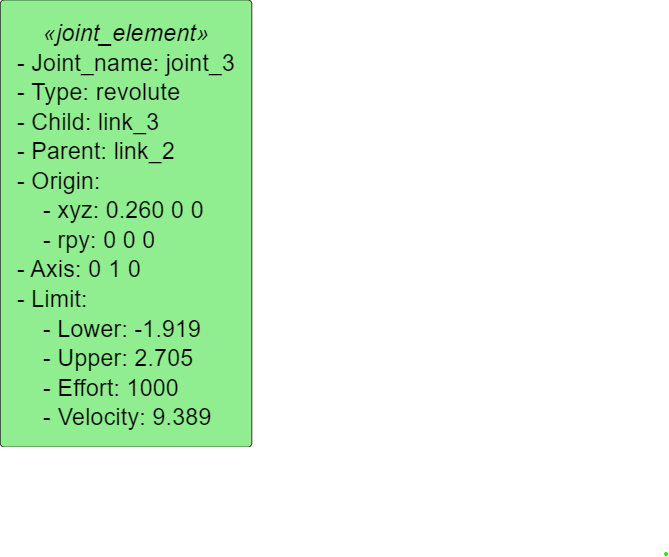 «joint_element»
- Joint_name: joint_3
- Type: revolute
- Child: link_3
- Parent: link_2
- Origin:
- xyz: 0.260 0 0
- rpy: 0 0 0
- Axis: 0 1 0
- Limit:
- Lower: -1.919
- Upper: 2.705
- Effort: 1000
- Velocity: 9.389